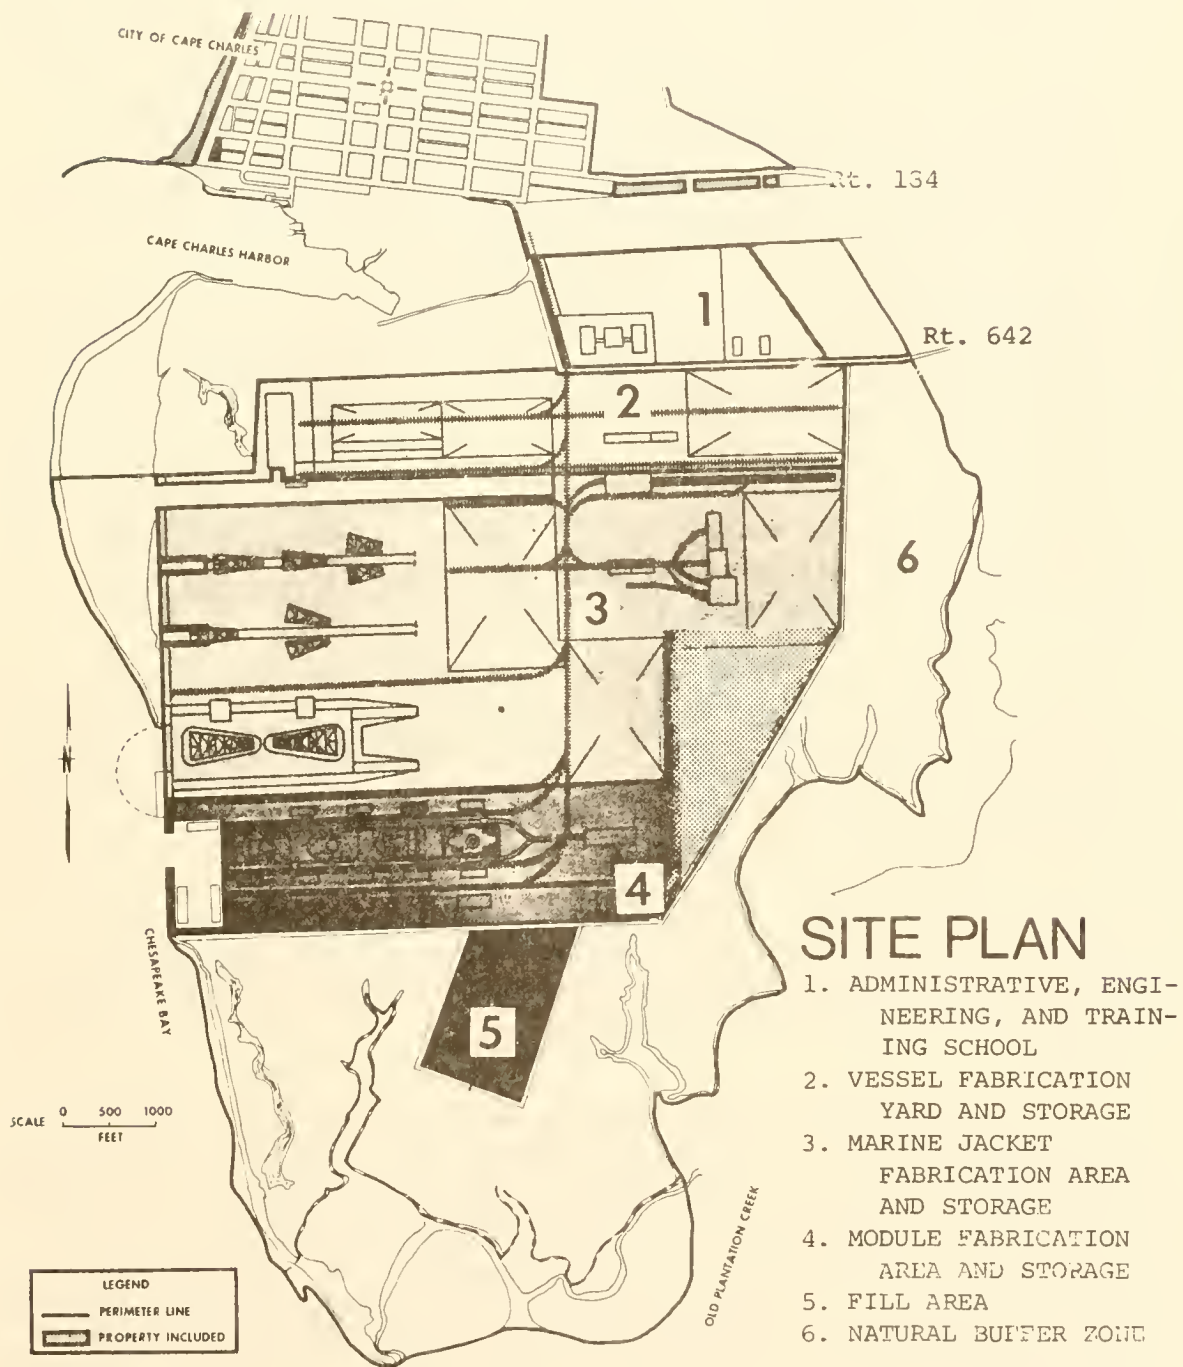 CITY OF CAPE CHARLES
Rt. 134
CAPE CHARLES HARBOR
1
Rt. 642
2
6
3
N
4
CHESAPEAKE BAY
5
SITE PLAN
1. ADMINISTRATIVE, ENGI-
NEERING, AND TRAIN-
ING SCHOOL
2. VESSEL FABRICATION
YARD AND STORAGE
3. MARINE JACKET
FABRICATION AREA
AND STORAGE
4. MODULE FABRICATION
AREA AND STORAGE
5. FILL AREA
6. NATURAL BUFFER ZONE
SCALE 0 500 1000
FEET
OLD PLANTATION CREEK
LEGEND
PERIMETER LINE
PROPERTY INCLUDED